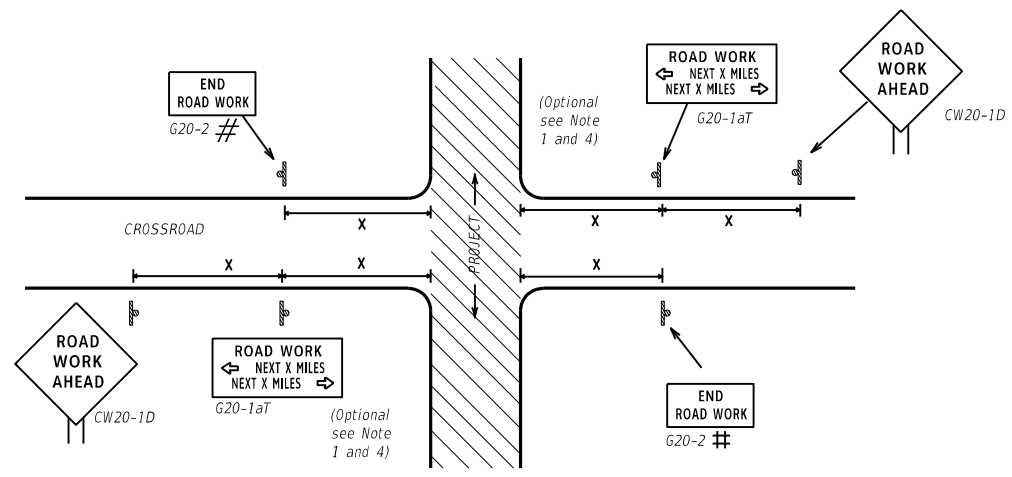 ROAD
WORK
AHEAD
CW20-1D
ROAD WORK
⇦ NEXT X MILES
NEXT X MILES ⇨
G20-1aT
(Optional
see Note
1 and 4)
END
ROAD WORK
G20-2 #
X
X
X
CROSSROAD
PROJECT
X
X
X
ROAD
WORK
AHEAD
CW20-1D
ROAD WORK
⇦ NEXT X MILES
NEXT X MILES ⇨
G20-1aT
(Optional
see Note
1 and 4)
END
ROAD WORK
G20-2 #